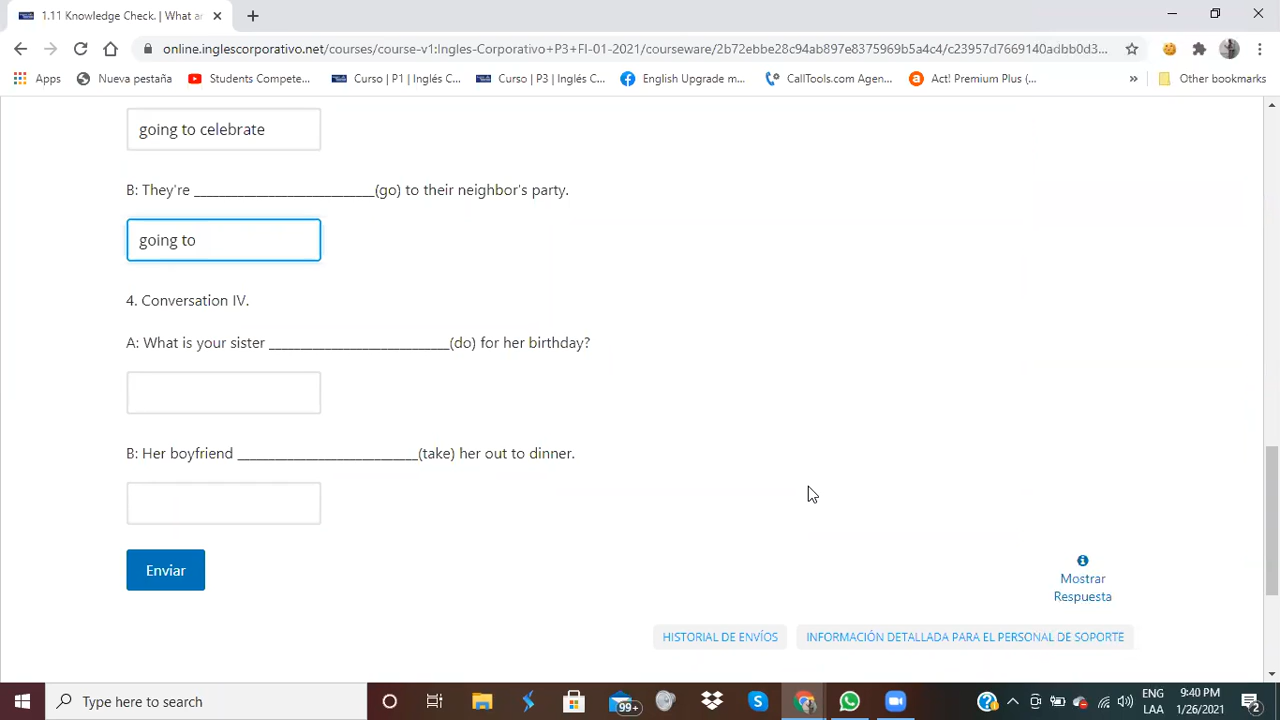 1.11 Knowledge Check. | What a
online.inglescorporativo.net/courses/course-v1:Ingles-Corporativo+P3+FI-01-2021/courseware/2b72ebbe28c94ab897e8375969b5a4c4/c23957d7669140adbb0d3...
Apps Nueva pestaña Students Compete... Curso | P1 | Inglés C... Curso | P3 | Inglés C... English Upgrade m... CallTools.com Agen... Act! Premium Plus (... » Other bookmarks
going to celebrate
B: They're __________________________(go) to their neighbor's party.
going to
4. Conversation IV.
A: What is your sister __________________________(do) for her birthday?
B: Her boyfriend __________________________(take) her out to dinner.
Enviar
Mostrar
Respuesta
HISTORIAL DE ENVÍOS INFORMACIÓN DETALLADA PARA EL PERSONAL DE SOPORTE
Type here to search
99+
ENG 9:40 PM
LAA 1/26/2021 2